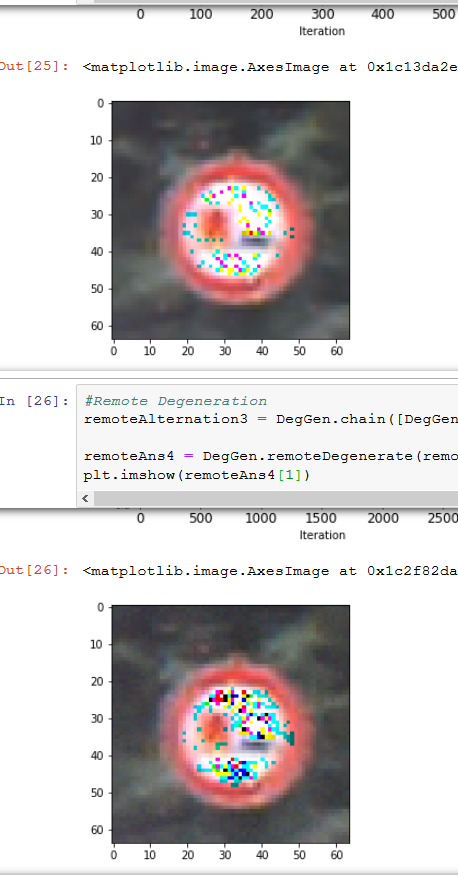 0 100 200 300 400 500
Iteration
Out[25]: <matplotlib.image.AxesImage at 0x1c13da2e
0
10
20
30
40
50
60
0 10 20 30 40 50 60
In [26]: #Remote Degeneration
remoteAlternation3 = DegGen.chain([DegGen
remoteAns4 = DegGen.remoteDegenerate(remo
plt.imshow(remoteAns4[1])
0 500 1000 1500 2000 2500
Iteration
Out[26]: <matplotlib.image.AxesImage at 0x1c2f82da
0
10
20
30
40
50
60
0 10 20 30 40 50 60